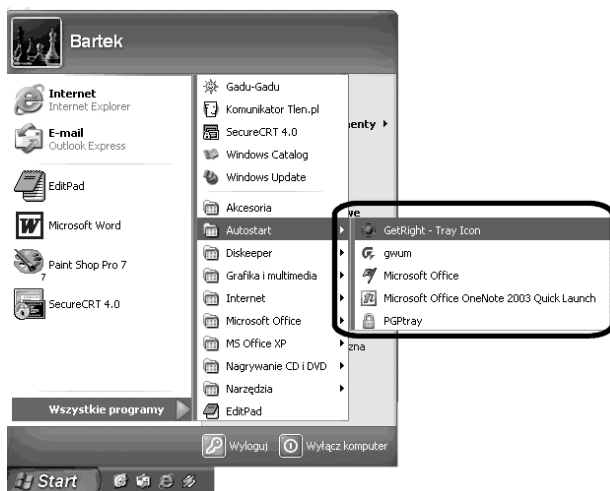 Bartek
Internet
Internet Explorer
E-mail
Outlook Express
EditPad
Microsoft Word
Paint Shop Pro 7
7
SecureCRT 4.0
Wszystkie programy
Gadu-Gadu
Komunikator Tlen.pl
SecureCRT 4.0
Windows Catalog
Windows Update
Akcesoria
Autostart
Diskeeper
Grafika i multimedia
Internet
Microsoft Office
MS Office XP
Nagrywanie CD i DVD
Narzędzia
EditPad
GetRight - Tray Icon
gwum
Microsoft Office
Microsoft Office OneNote 2003 Quick Launch
PGPtray
Wyloguj
Wyłącz komputer
Start